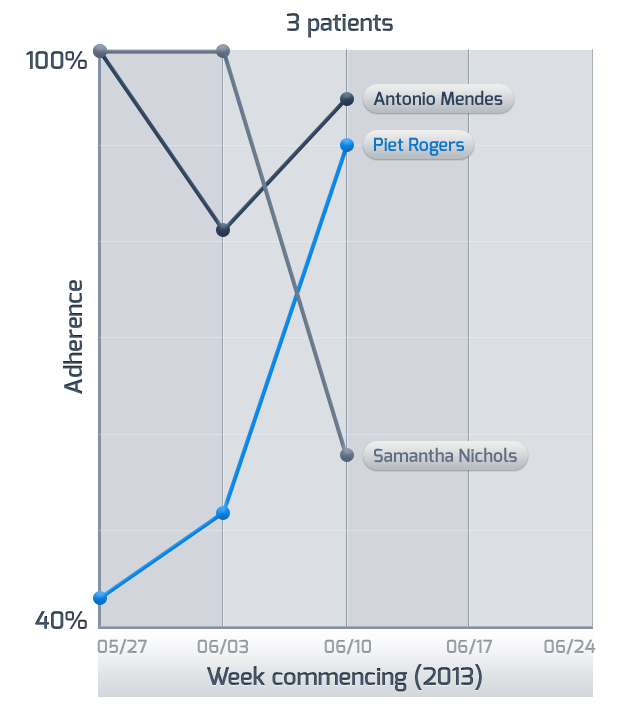 3 patients
100%
Antonio Mendes
Piet Rogers
Adherence
Samantha Nichols
40%
05/27 06/03 06/10 06/17 06/24
Week commencing (2013)